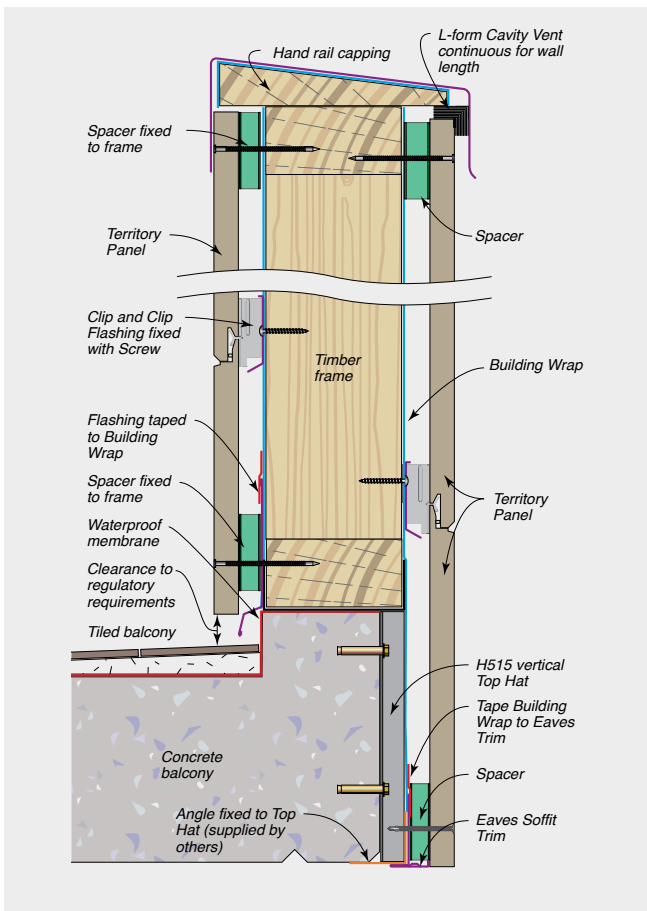 Hand rail capping
L-form Cavity Vent
continuous for wall
length
Spacer fixed
to frame
Territory
Panel
Spacer
Clip and Clip
Flashing fixed
with Screw
Timber
frame
Building Wrap
Flashing taped
to Building
Wrap
Spacer fixed
to frame
Territory
Panel
Waterproof
membrane
Clearance to
regulatory
requirements
Tiled balcony
H515 vertical
Top Hat
Tape Building
Wrap to Eaves
Trim
Concrete
balcony
Spacer
Angle fixed to Top
Hat (supplied by
others)
Eaves Soffit
Trim